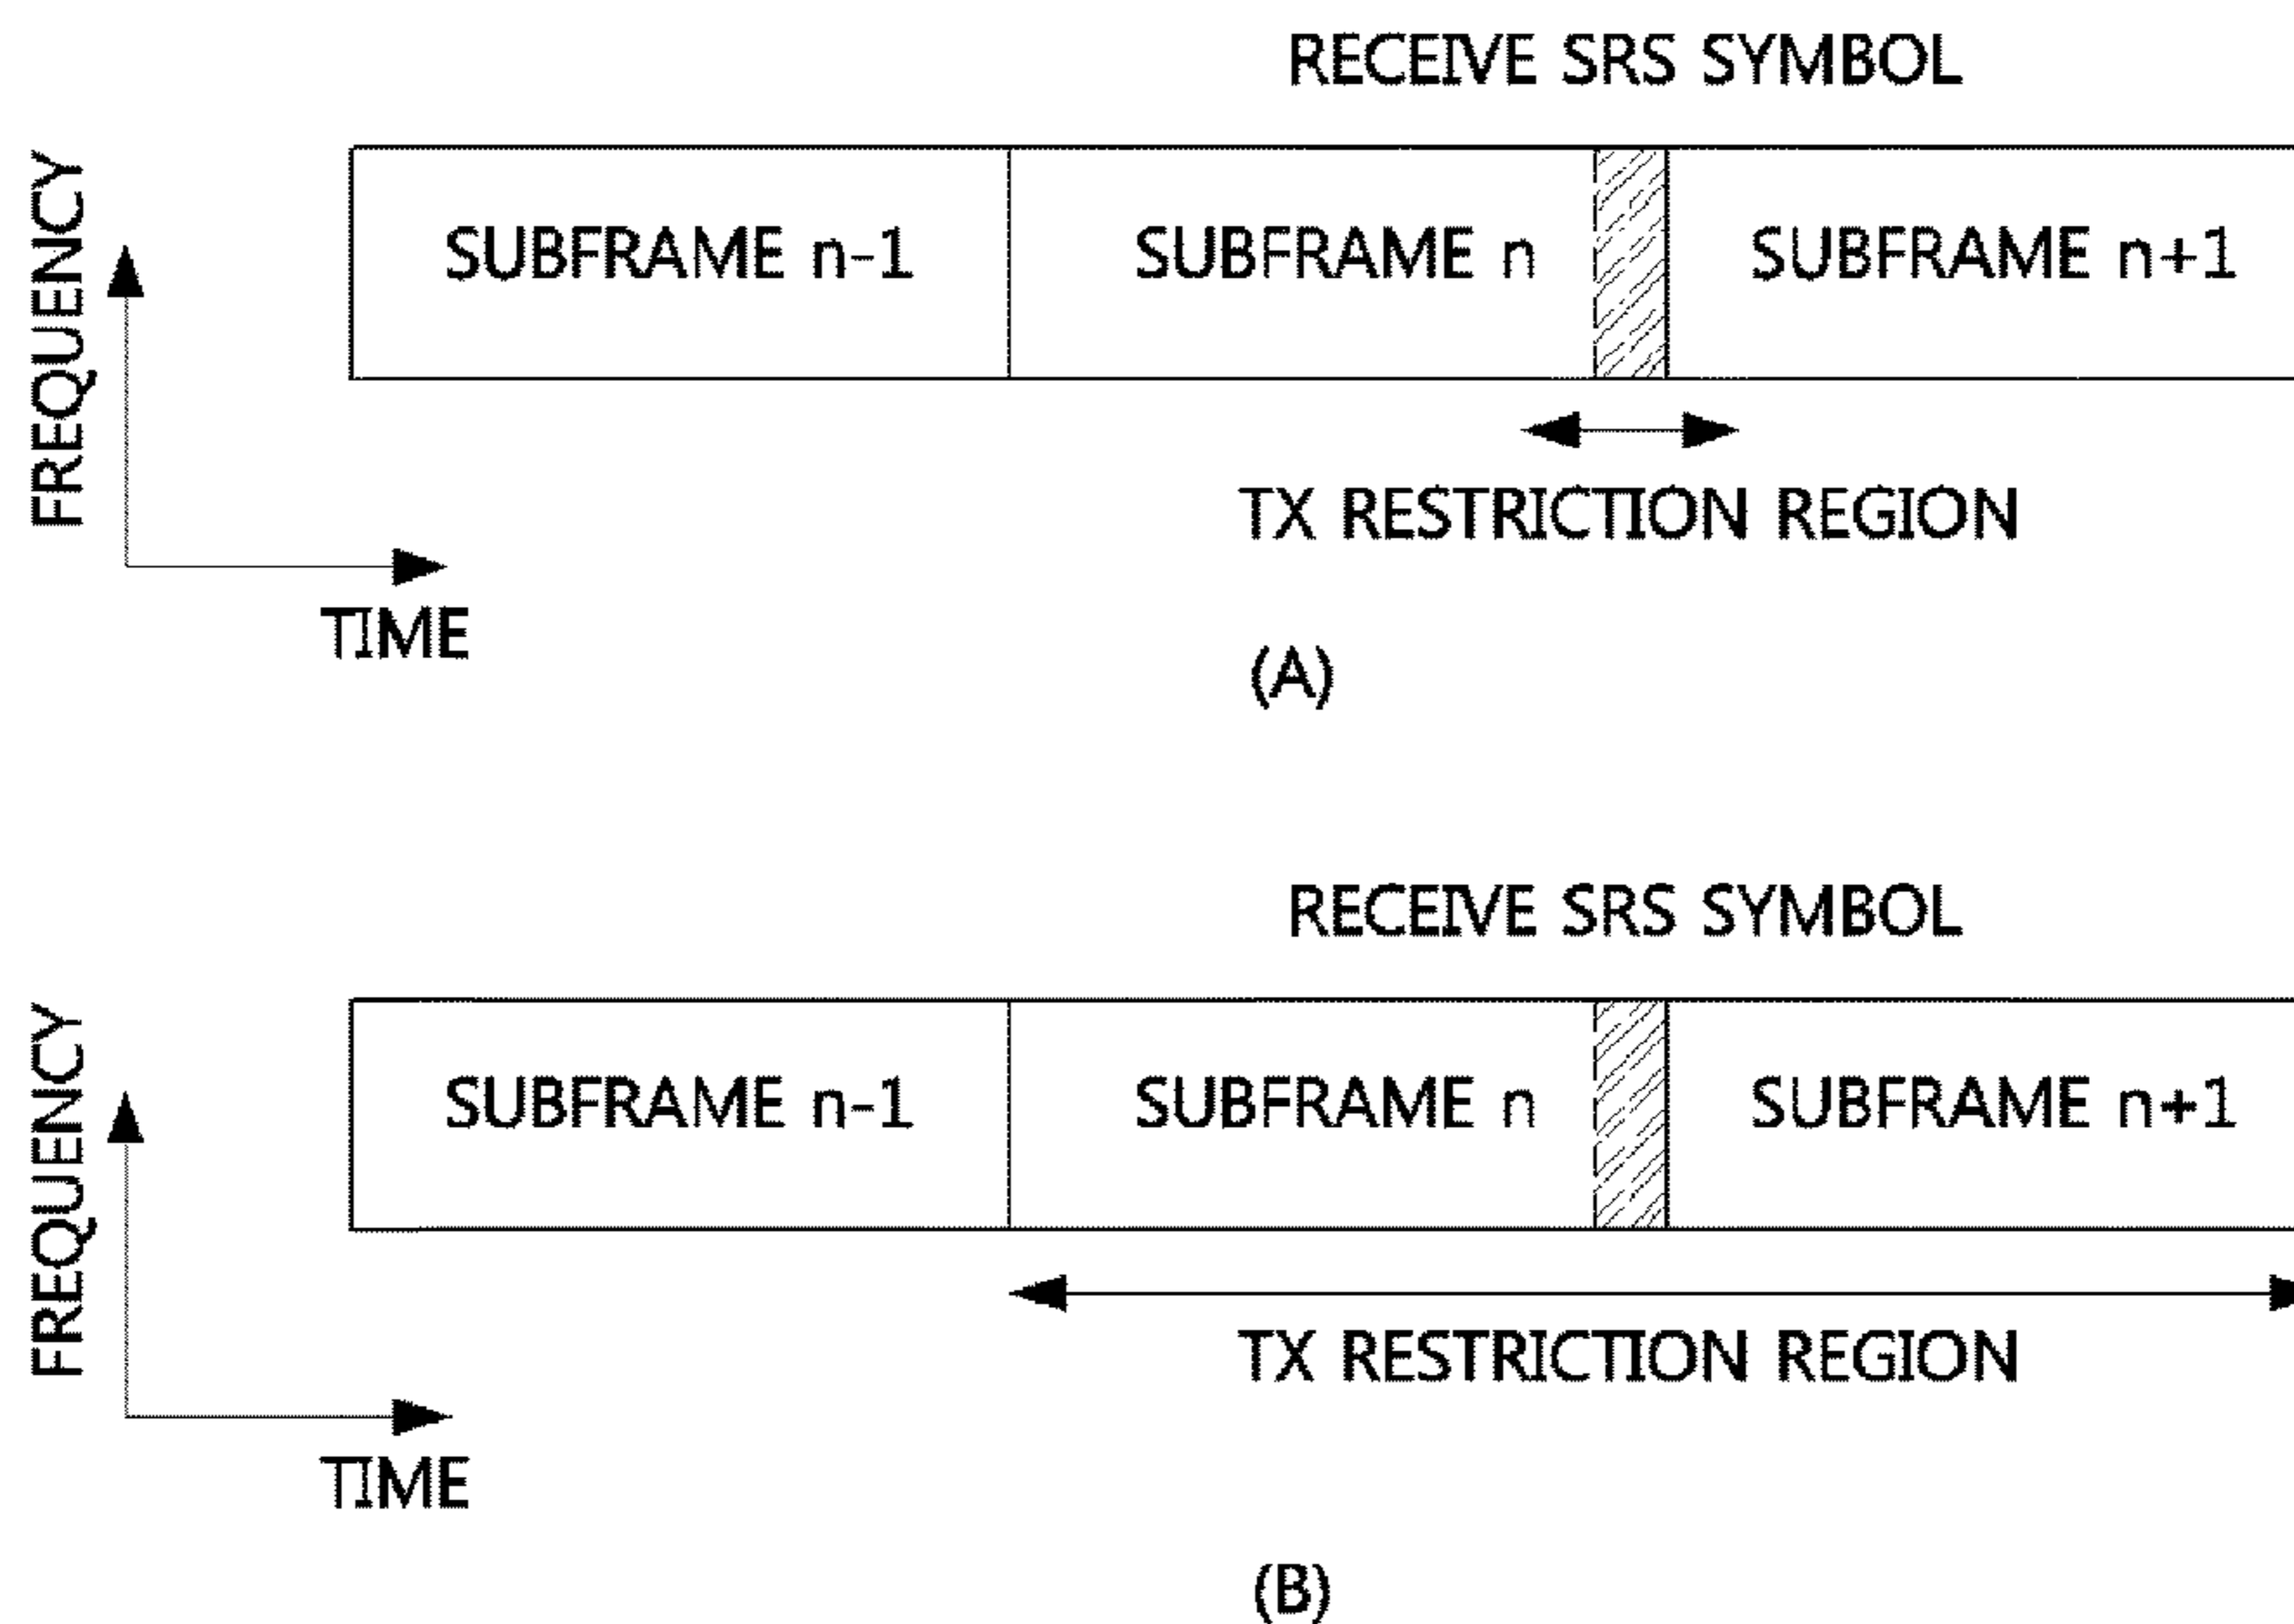 RECEIVE SRS SYMBOL
FREQUENCY
SUBFRAME n-1
SUBFRAME n
SUBFRAME n+1
TX RESTRICTION REGION
TIME
(A)
RECEIVE SRS SYMBOL
FREQUENCY
SUBFRAME n-1
SUBFRAME n
SUBFRAME n+1
TX RESTRICTION REGION
TIME
(B)